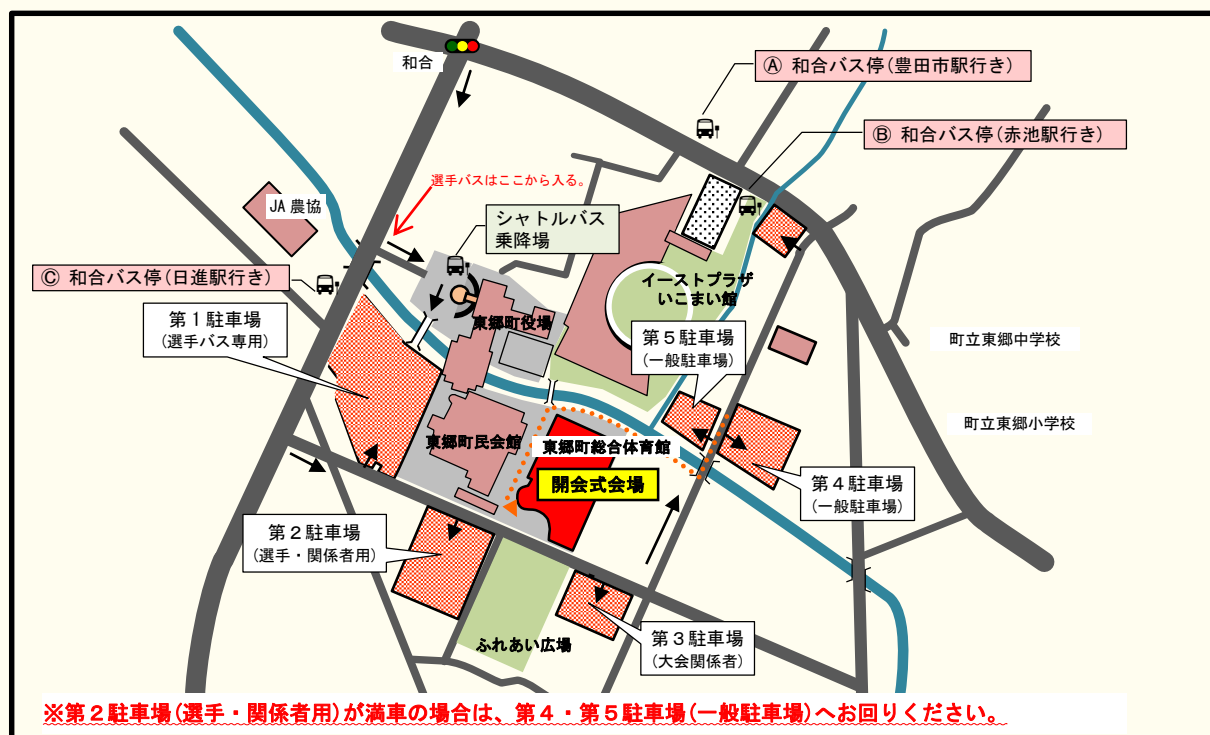 和合
Ⓐ 和合バス停(豊田市駅行き)
Ⓑ 和合バス停(赤池駅行き)
選手バスはここから入る。
JA 農協
シャトルバス
乗降場
Ⓒ 和合バス停(日進駅行き)
イーストプラザ
いこまい館
第1駐車場
(選手バス専用)
東郷町役場
第5駐車場
(一般駐車場)
町立東郷中学校
町立東郷小学校
東郷町民会館
東郷町総合体育館
開会式会場
第4駐車場
(一般駐車場)
第2駐車場
(選手・関係者用)
ふれあい広場
第3駐車場
(大会関係者)
※第2駐車場(選手・関係者用)が満車の場合は、第4・第5駐車場(一般駐車場)へお回りください。